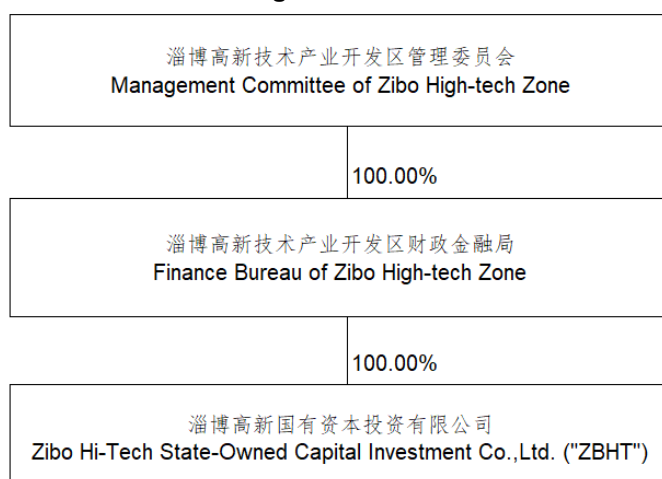 淄博高新技术产业开发区管理委员会
Management Committee of Zibo High-tech Zone
100.00%
淄博高新技术产业开发区财政金融局
Finance Bureau of Zibo High-tech Zone
100.00%
淄博高新国有资本投资有限公司
Zibo Hi-Tech State-Owned Capital Investment Co.,Ltd. ("ZBHT")